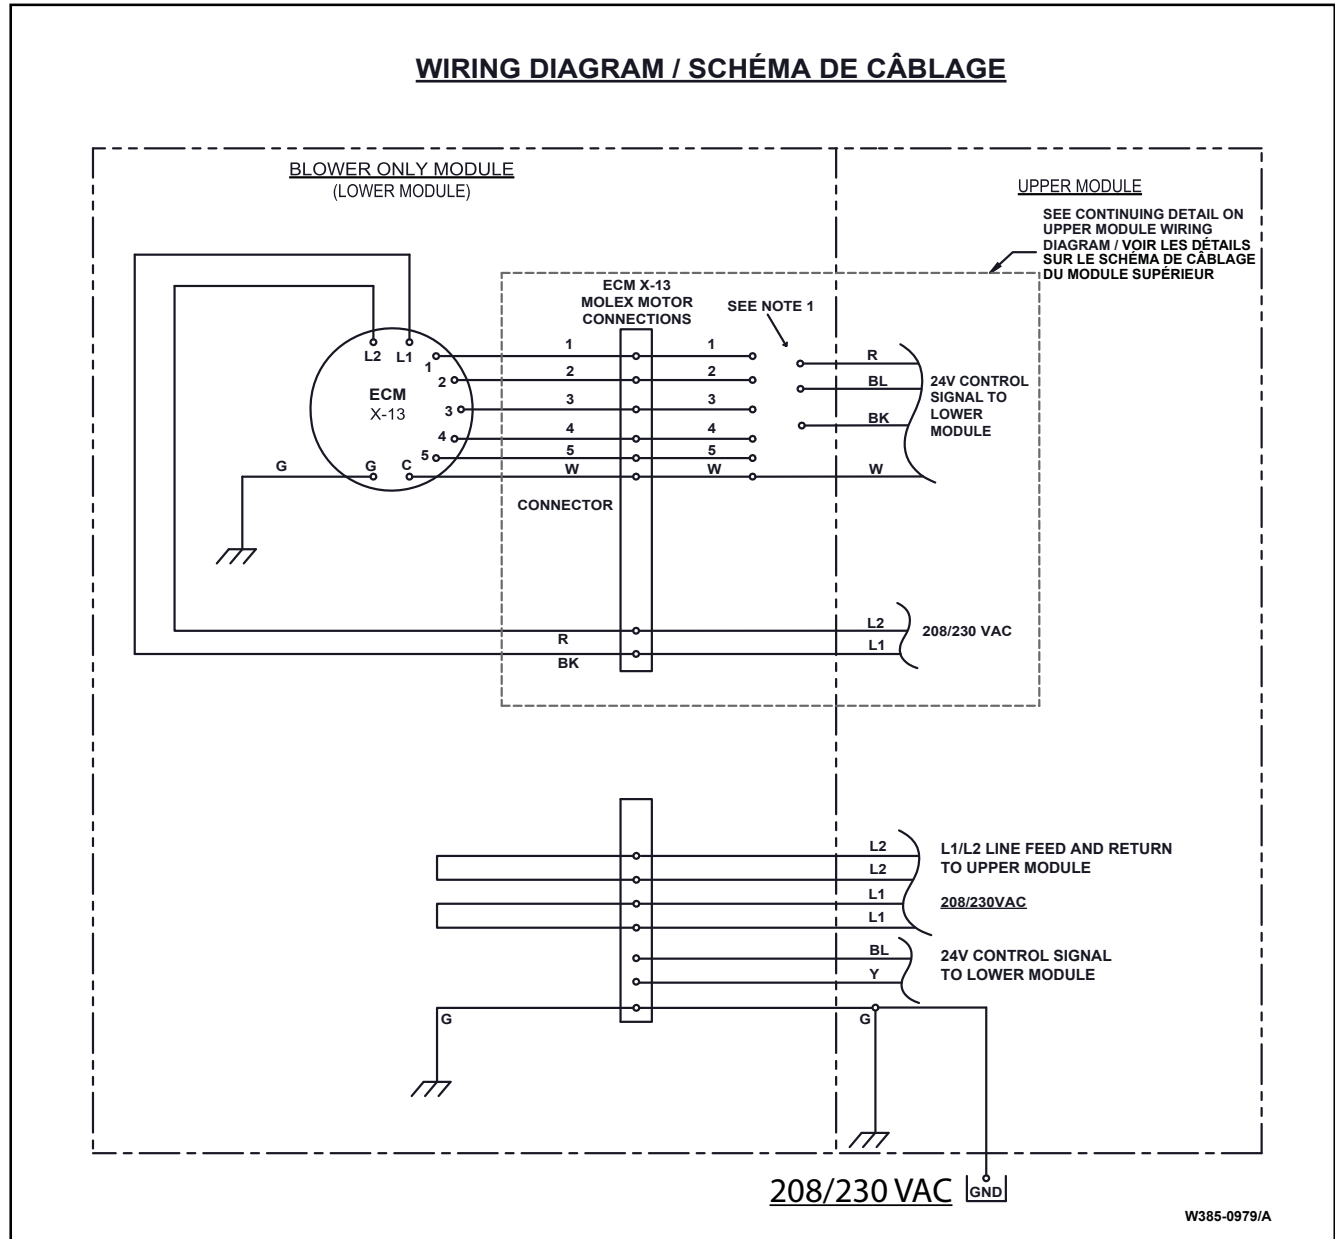 WIRING DIAGRAM / SCHÉMA DE CÂBLAGE
BLOWER ONLY MODULE
(LOWER MODULE)
UPPER MODULE
SEE CONTINUING DETAIL ON
UPPER MODULE WIRING
DIAGRAM / VOIR LES DÉTAILS
SUR LE SCHÉMA DE CÂBLAGE
DU MODULE SUPÉRIEUR
ECM X-13
MOLEX MOTOR
CONNECTIONS
SEE NOTE 1
L2 L1
ECM
X-13
1
2
3
4
5
G
G
C
1 1
2 2
3 3
4 4
5 5
W W
R
BL
BK
W
24V CONTROL
SIGNAL TO
LOWER
MODULE
CONNECTOR
R
BK
L2
L1
208/230 VAC
L2
L2
L1
L1
L1/L2 LINE FEED AND RETURN
TO UPPER MODULE
208/230VAC
BL
Y
24V CONTROL SIGNAL
TO LOWER MODULE
G
G
208/230 VAC
GND
W385-0979/A